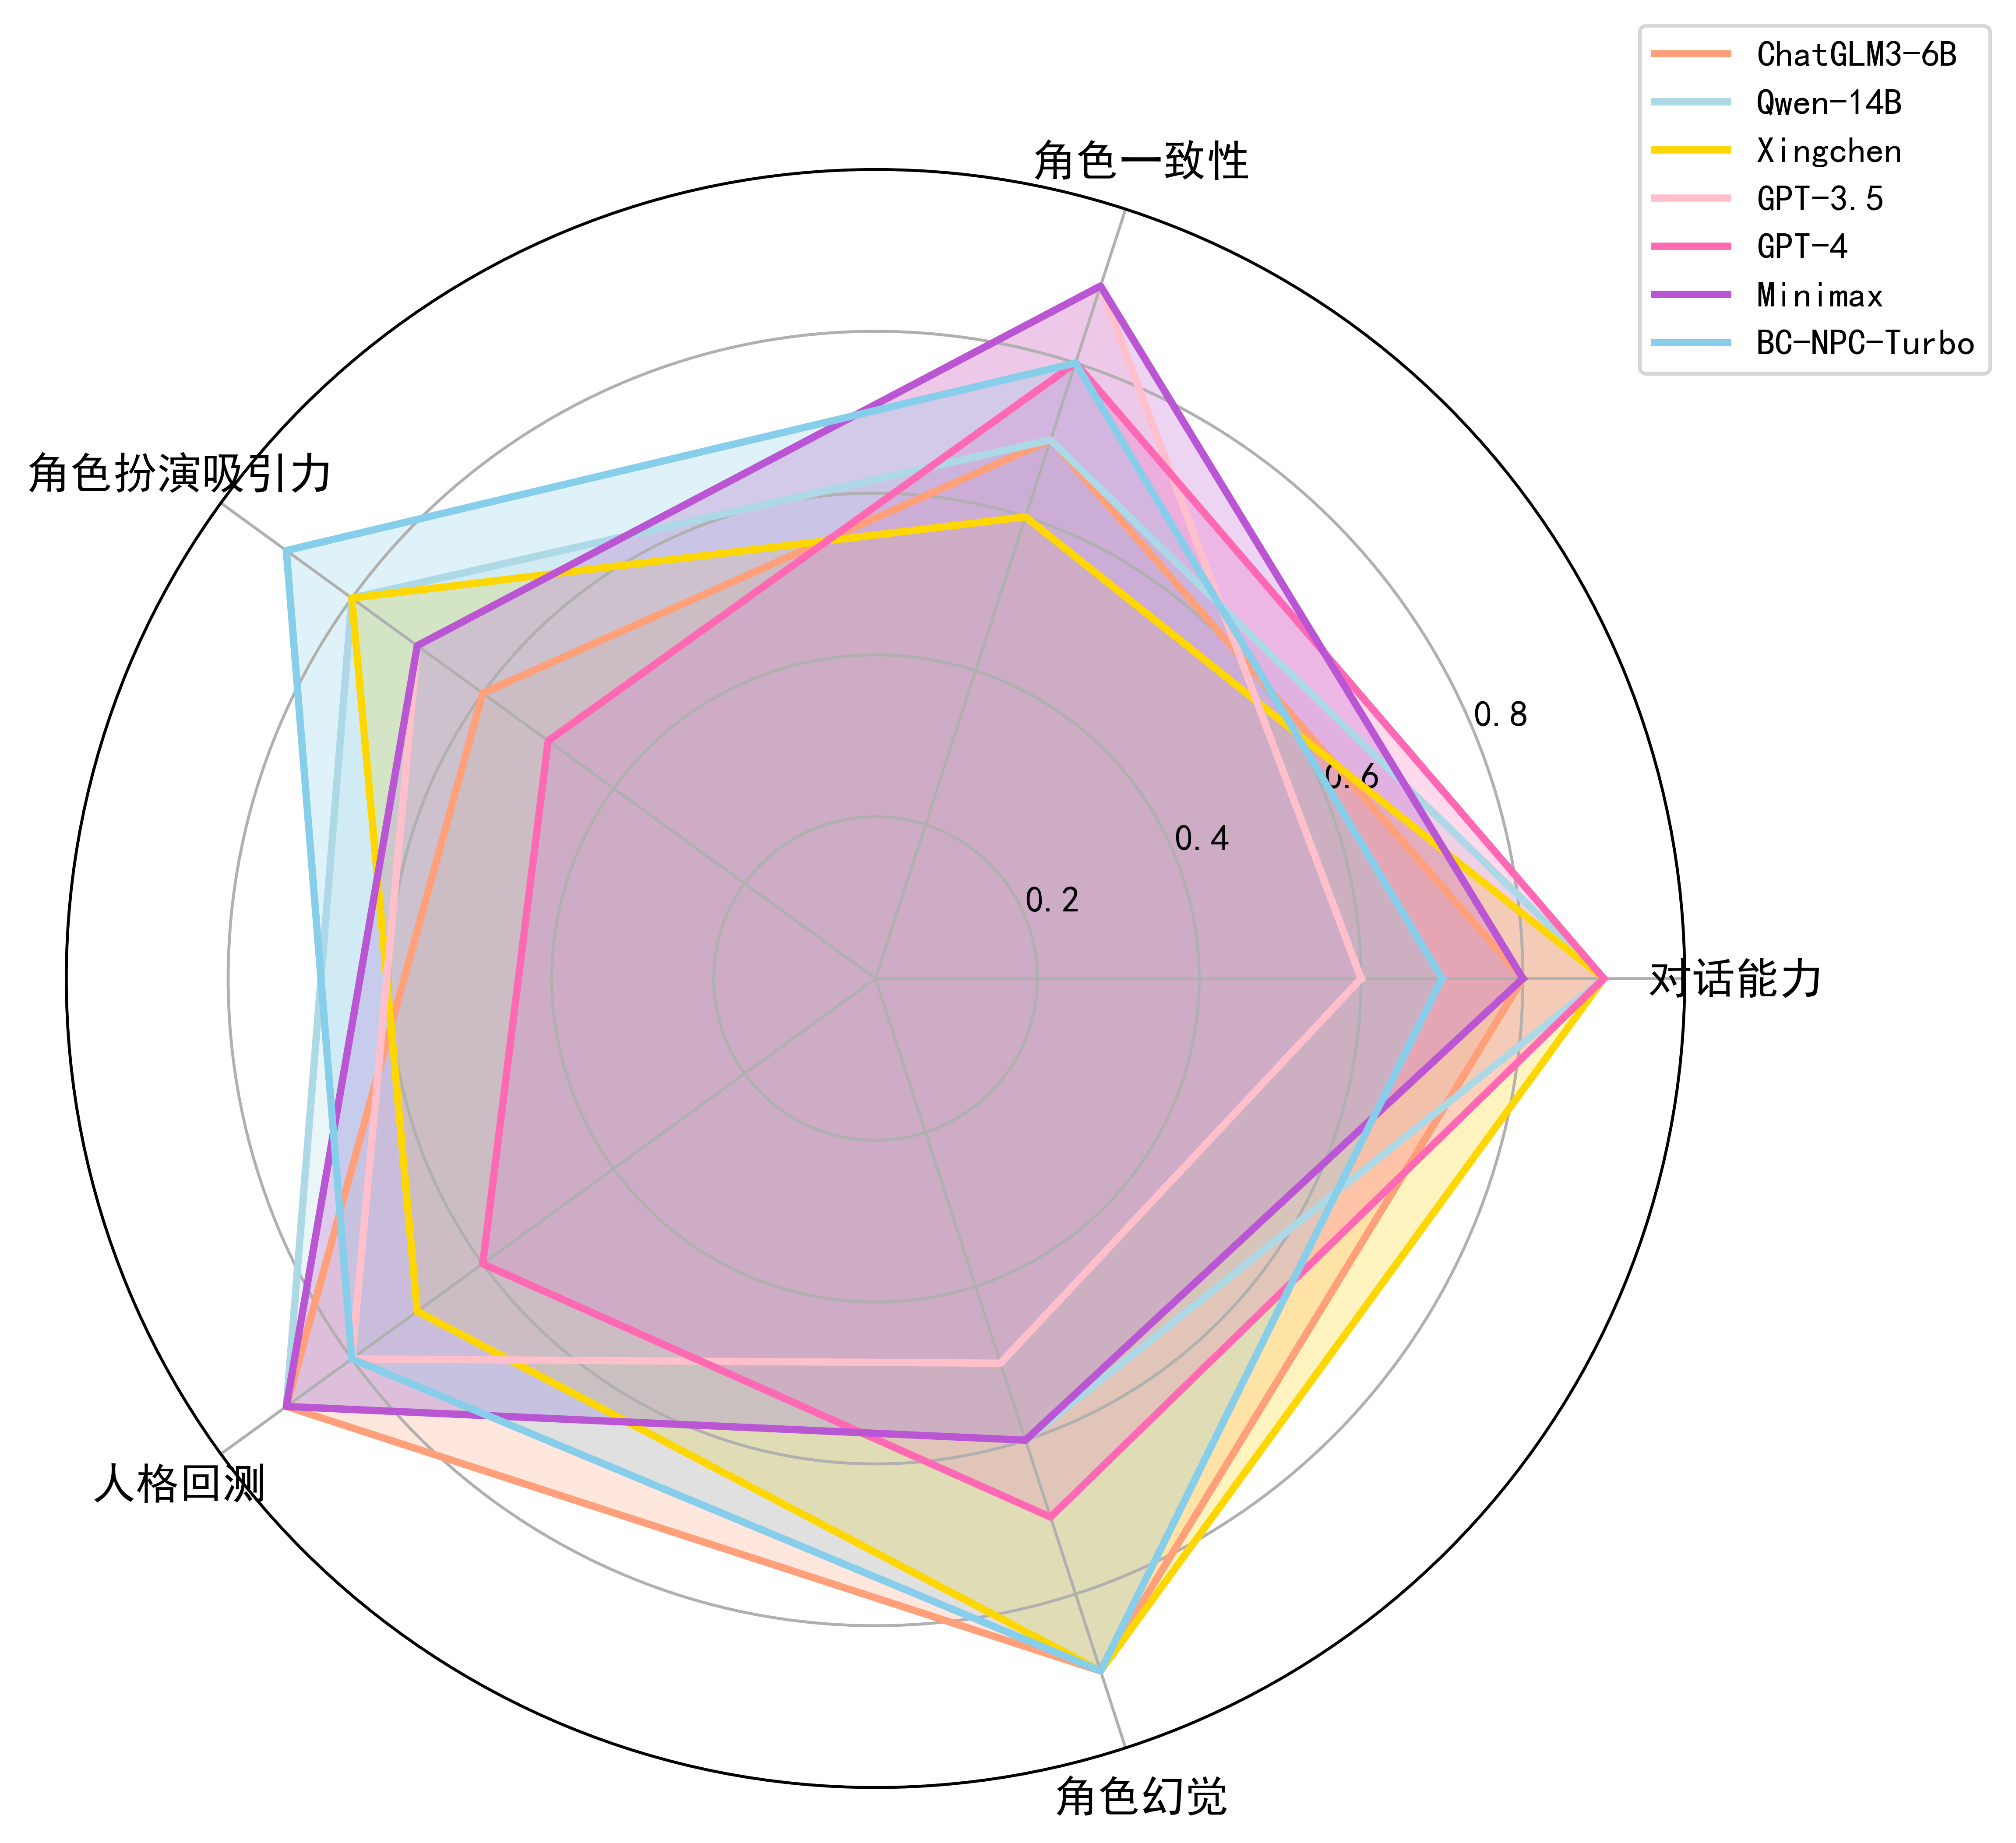 ChatGLM3-6B
Qwen-14B
Xingchen
GPT-3.5
GPT-4
Minimax
BC-NPC-Turbo
角色一致性
角色扮演吸引力
0.8
0.6
0.4
0.2
对话能力
人格回测
角色幻觉